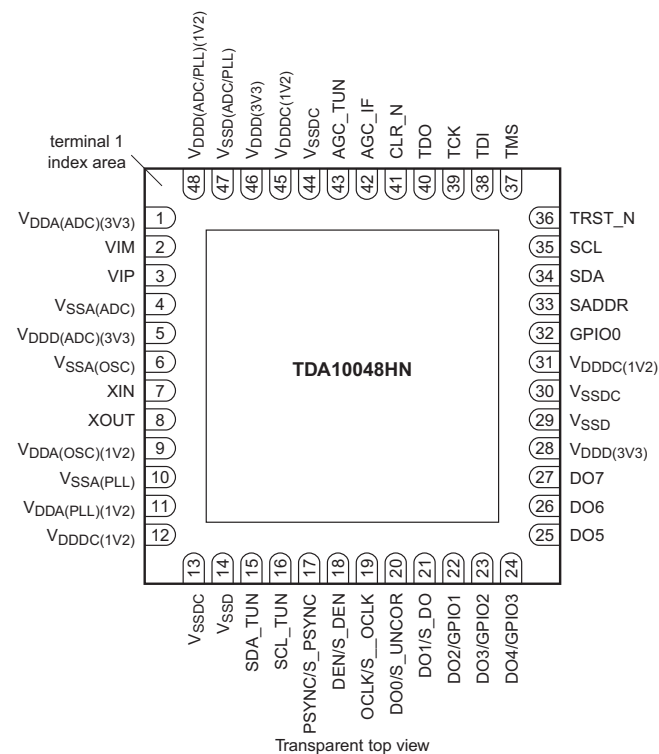 VDDD(ADC/PLL)(1V2)
VSSD(ADC/PLL)
VDDD(3V3)
VDDDC(1V2)
VSSDC
AGC_TUN
AGC_IF
CLR_N
TDO
TCK
TDI
TMS
terminal 1
index area
48
47
46
45
44
43
42
41
40
39
38
37
VDDA(ADC)(3V3) 1
VIM 2
VIP 3
VSSA(ADC) 4
VDDD(ADC)(3V3) 5
VSSA(OSC) 6
XIN 7
XOUT 8
VDDA(OSC)(1V2) 9
VSSA(PLL) 10
VDDA(PLL)(1V2) 11
VDDDC(1V2) 12
TDA10048HN
36 TRST_N
35 SCL
34 SDA
33 SADDR
32 GPIO0
31 VDDDC(1V2)
30 VSSDC
29 VSSD
28 VDDD(3V3)
27 DO7
26 DO6
25 DO5
13
14
15
16
17
18
19
20
21
22
23
24
VSSDC
VSSD
SDA_TUN
SCL_TUN
PSYNC/S_PSYNC
DEN/S_DEN
OCLK/S__OCLK
DO0/S_UNCOR
DO1/S_DO
DO2/GPIO1
DO3/GPIO2
DO4/GPIO3
Transparent top view